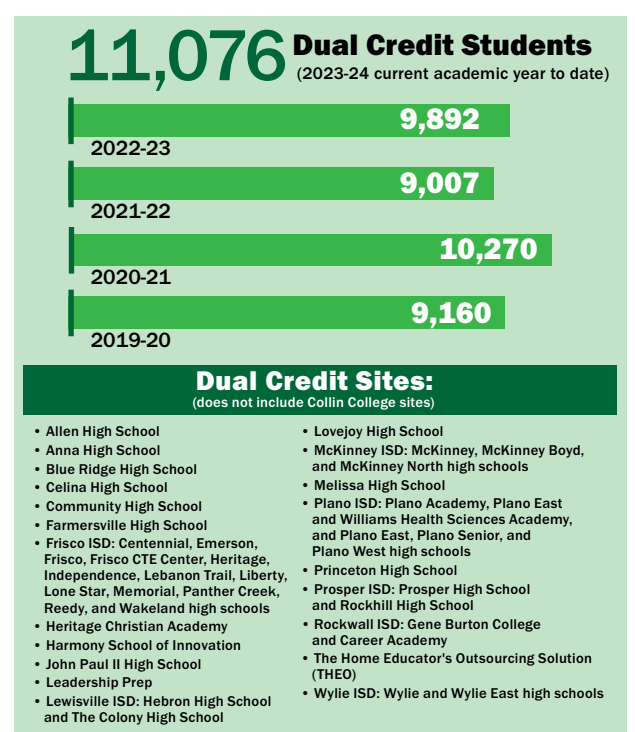 11,076 Dual Credit Students
(2023-24 current academic year to date)
9,892
2022-23
9,007
2021-22
10,270
2020-21
9,160
2019-20
Dual Credit Sites:
(does not include Collin College sites)
• Allen High School
• Anna High School
• Blue Ridge High School
• Celina High School
• Community High School
• Farmersville High School
• Frisco ISD: Centennial, Emerson,
Frisco, Frisco CTE Center, Heritage,
Independence, Lebanon Trail, Liberty,
Lone Star, Memorial, Panther Creek,
Reedy, and Wakeland high schools
• Heritage Christian Academy
• Harmony School of Innovation
• John Paul II High School
• Leadership Prep
• Lewisville ISD: Hebron High School
and The Colony High School
• Lovejoy High School
• McKinney ISD: McKinney, McKinney Boyd,
and McKinney North high schools
• Melissa High School
• Plano ISD: Plano Academy, Plano East
and Williams Health Sciences Academy,
and Plano East, Plano Senior, and
Plano West high schools
• Princeton High School
• Prosper ISD: Prosper High School
and Rockhill High School
• Rockwall ISD: Gene Burton College
and Career Academy
• The Home Educator's Outsourcing Solution
(THEO)
• Wylie ISD: Wylie and Wylie East high schools